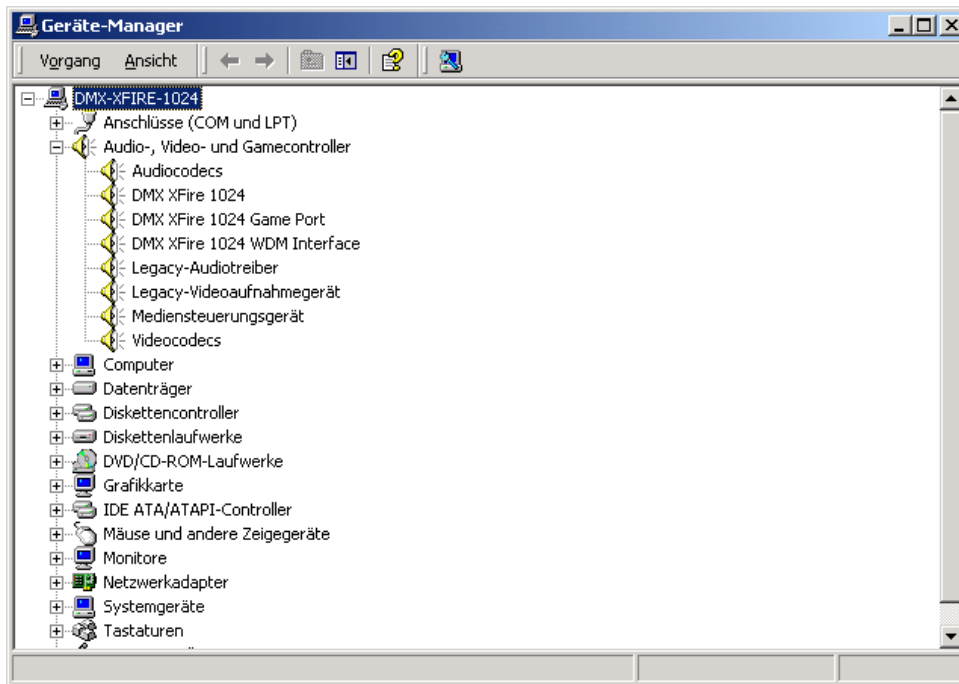 Geräte-Manager
Vorgang Ansicht
DMX-XFIRE-1024
Anschlüsse (COM und LPT)
Audio-, Video- und Gamecontroller
Audiocodecs
DMX XFire 1024
DMX XFire 1024 Game Port
DMX XFire 1024 WDM Interface
Legacy-Audiotreiber
Legacy-Videoaufnahmegerät
Mediensteuerungsgerät
Videocodecs
Computer
Datenträger
Diskettencontroller
Diskettenlaufwerke
DVD/CD-ROM-Laufwerke
Grafikkarte
IDE ATA/ATAPI-Controller
Mäuse und andere Zeigegeräte
Monitore
Netzwerkadapter
Systemgeräte
Tastaturen